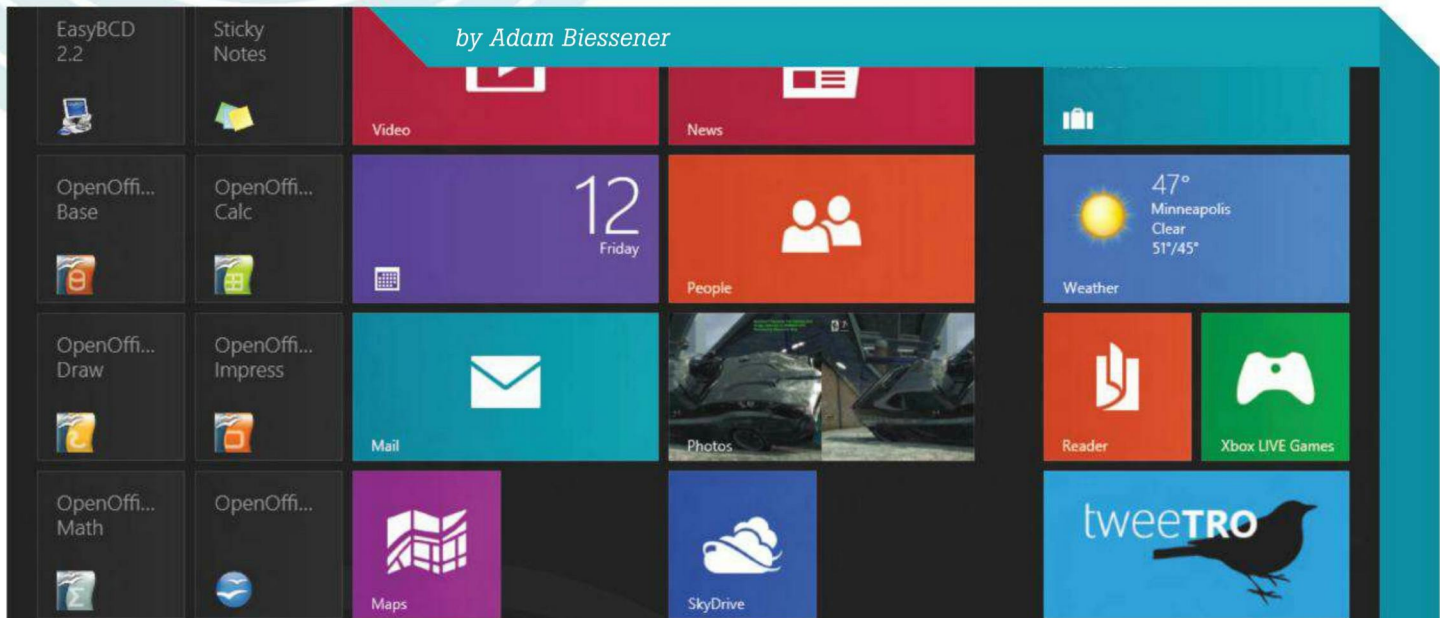 by Adam Biessener
EasyBCD
2.2
Sticky
Notes
Video
News
OpenOffi...
Base
OpenOffi...
Calc
12
Friday
People
47°
Minneapolis
Clear
51°/45°
Weather
OpenOffi...
Draw
OpenOffi...
Impress
Mail
Photos
Reader
Xbox LIVE Games
OpenOffi...
Math
OpenOffi...
Maps
SkyDrive
tweeTRO